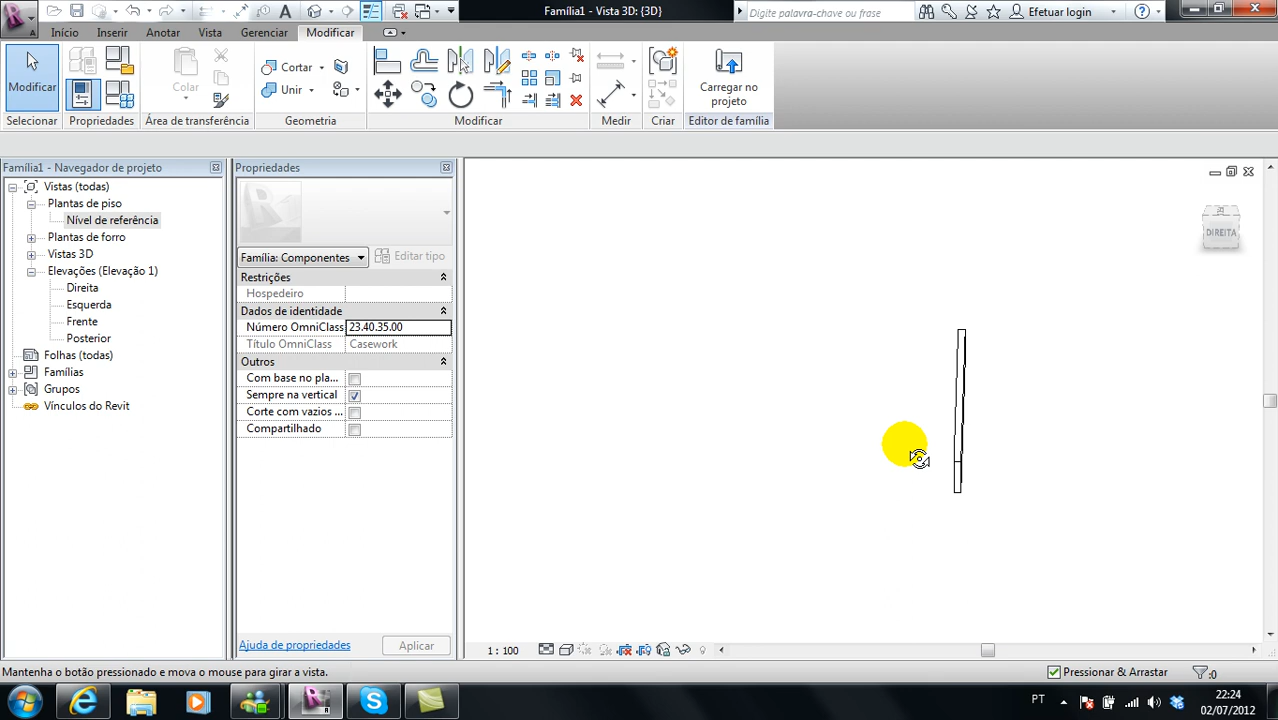 Família1 - Vista 3D: {3D}
Digite palavra-chave ou frase
Efetuar login
Início
Inserir
Anotar
Vista
Gerenciar
Modificar
Modificar
Colar
Cortar
Unir
Carregar no
projeto
Selecionar
Propriedades
Área de transferência
Geometria
Modificar
Medir
Criar
Editor de família
Família1 - Navegador de projeto
Vistas (todas)
Plantas de piso
Nível de referência
Plantas de forro
Vistas 3D
Elevações (Elevação 1)
Direita
Esquerda
Frente
Posterior
Folhas (todas)
Famílias
Grupos
Vínculos do Revit
Propriedades
Família: Componentes
Editar tipo
Restrições
Hospedeiro
Dados de identidade
Número OmniClass 23.40.35.00
Título OmniClass Casework
Outros
Com base no pla...
Sempre na vertical
Corte com vazios ...
Compartilhado
Ajuda de propriedades
Aplicar
DIREITA
1 : 100
Mantenha o botão pressionado e mova o mouse para girar a vista.
Pressionar & Arrastar
:0
PT
22:24
02/07/2012